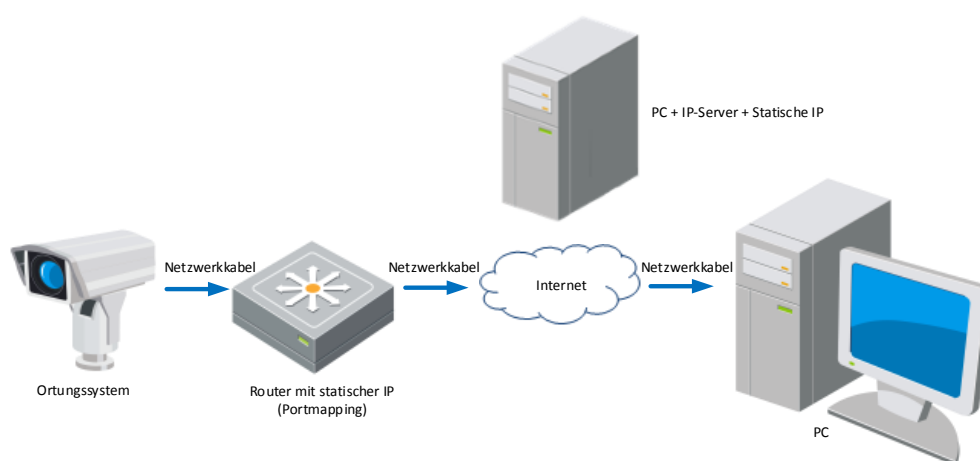 PC + IP-Server + Statische IP
Netzwerkkabel
Netzwerkkabel
Internet
Netzwerkkabel
Ortungssystem
Router mit statischer IP
(Portmapping)
PC